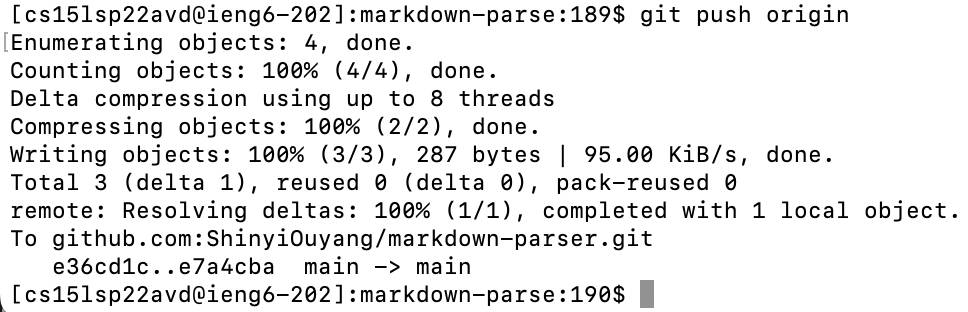 [cs15lsp22avd@ieng6-202]:markdown-parse:189$ git push origin
Enumerating objects: 4, done.
Counting objects: 100% (4/4), done.
Delta compression using up to 8 threads
Compressing objects: 100% (2/2), done.
Writing objects: 100% (3/3), 287 bytes | 95.00 KiB/s, done.
Total 3 (delta 1), reused 0 (delta 0), pack-reused 0
remote: Resolving deltas: 100% (1/1), completed with 1 local object.
To github.com:ShinyiOuyang/markdown-parser.git
   e36cd1c..e7a4cba  main -> main
[cs15lsp22avd@ieng6-202]:markdown-parse:190$